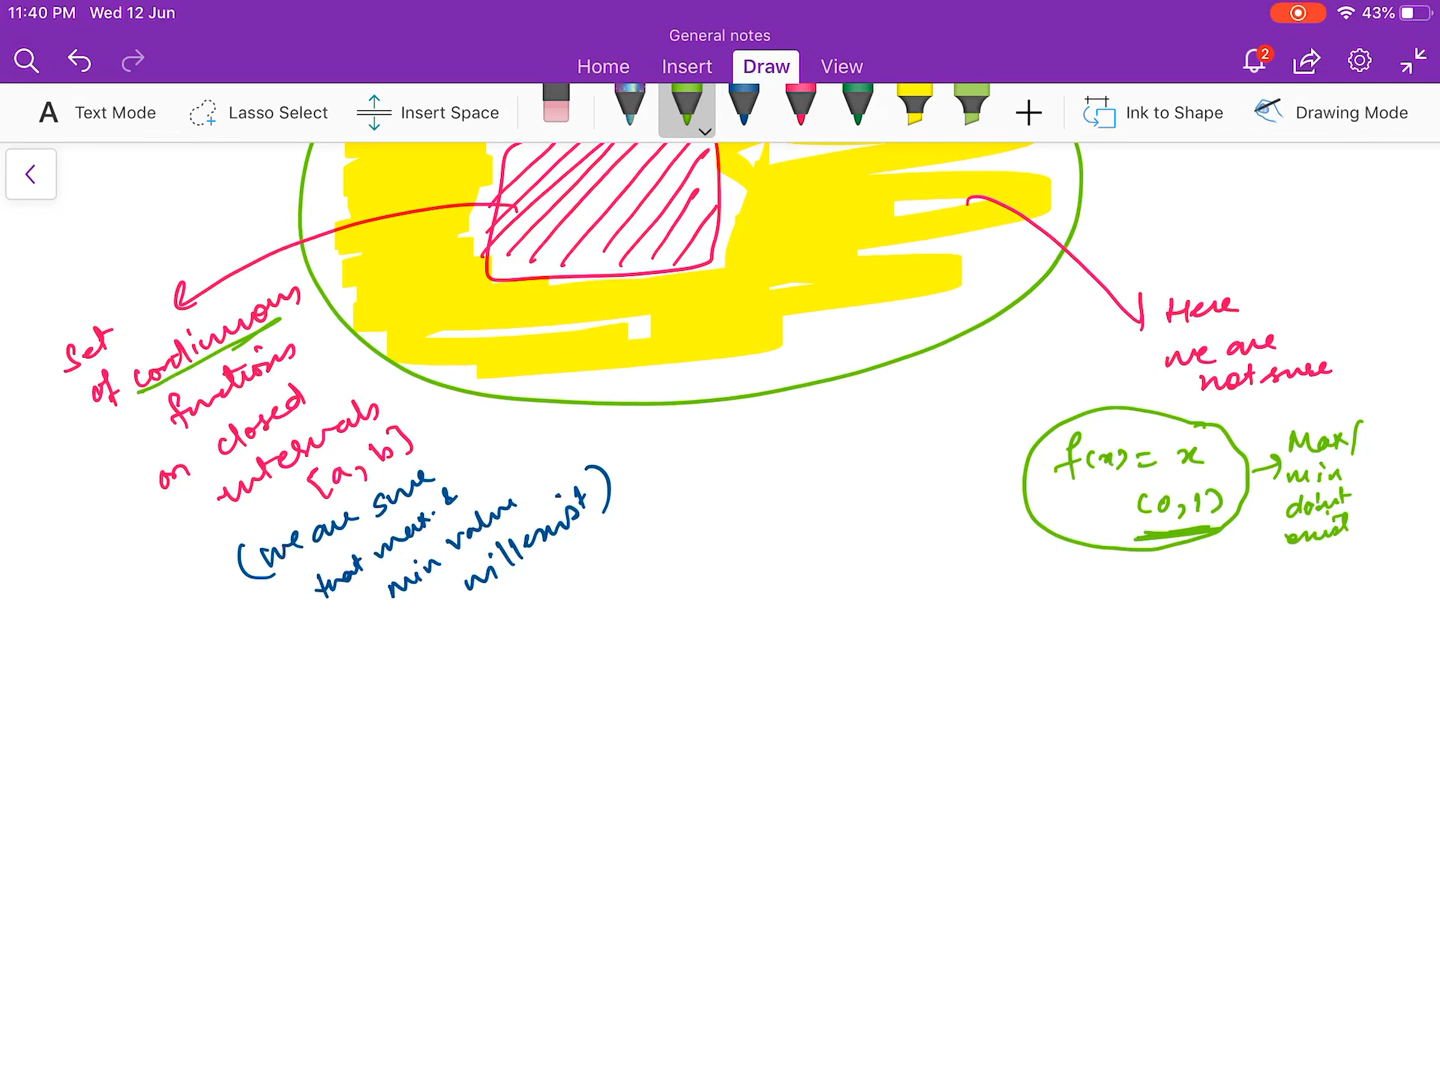 11:40 PM Wed 12 Jun
43%
General notes
Home Insert Draw View
2
A Text Mode Lasso Select Insert Space Ink to Shape Drawing Mode
Set
of continuous
functions
on closed
intervals
[a, b]
(we are sure
that max. &
min value
will exist)
Here
we are
not sure
f(x) = x
(0,1)
Max/
min
don't
exist